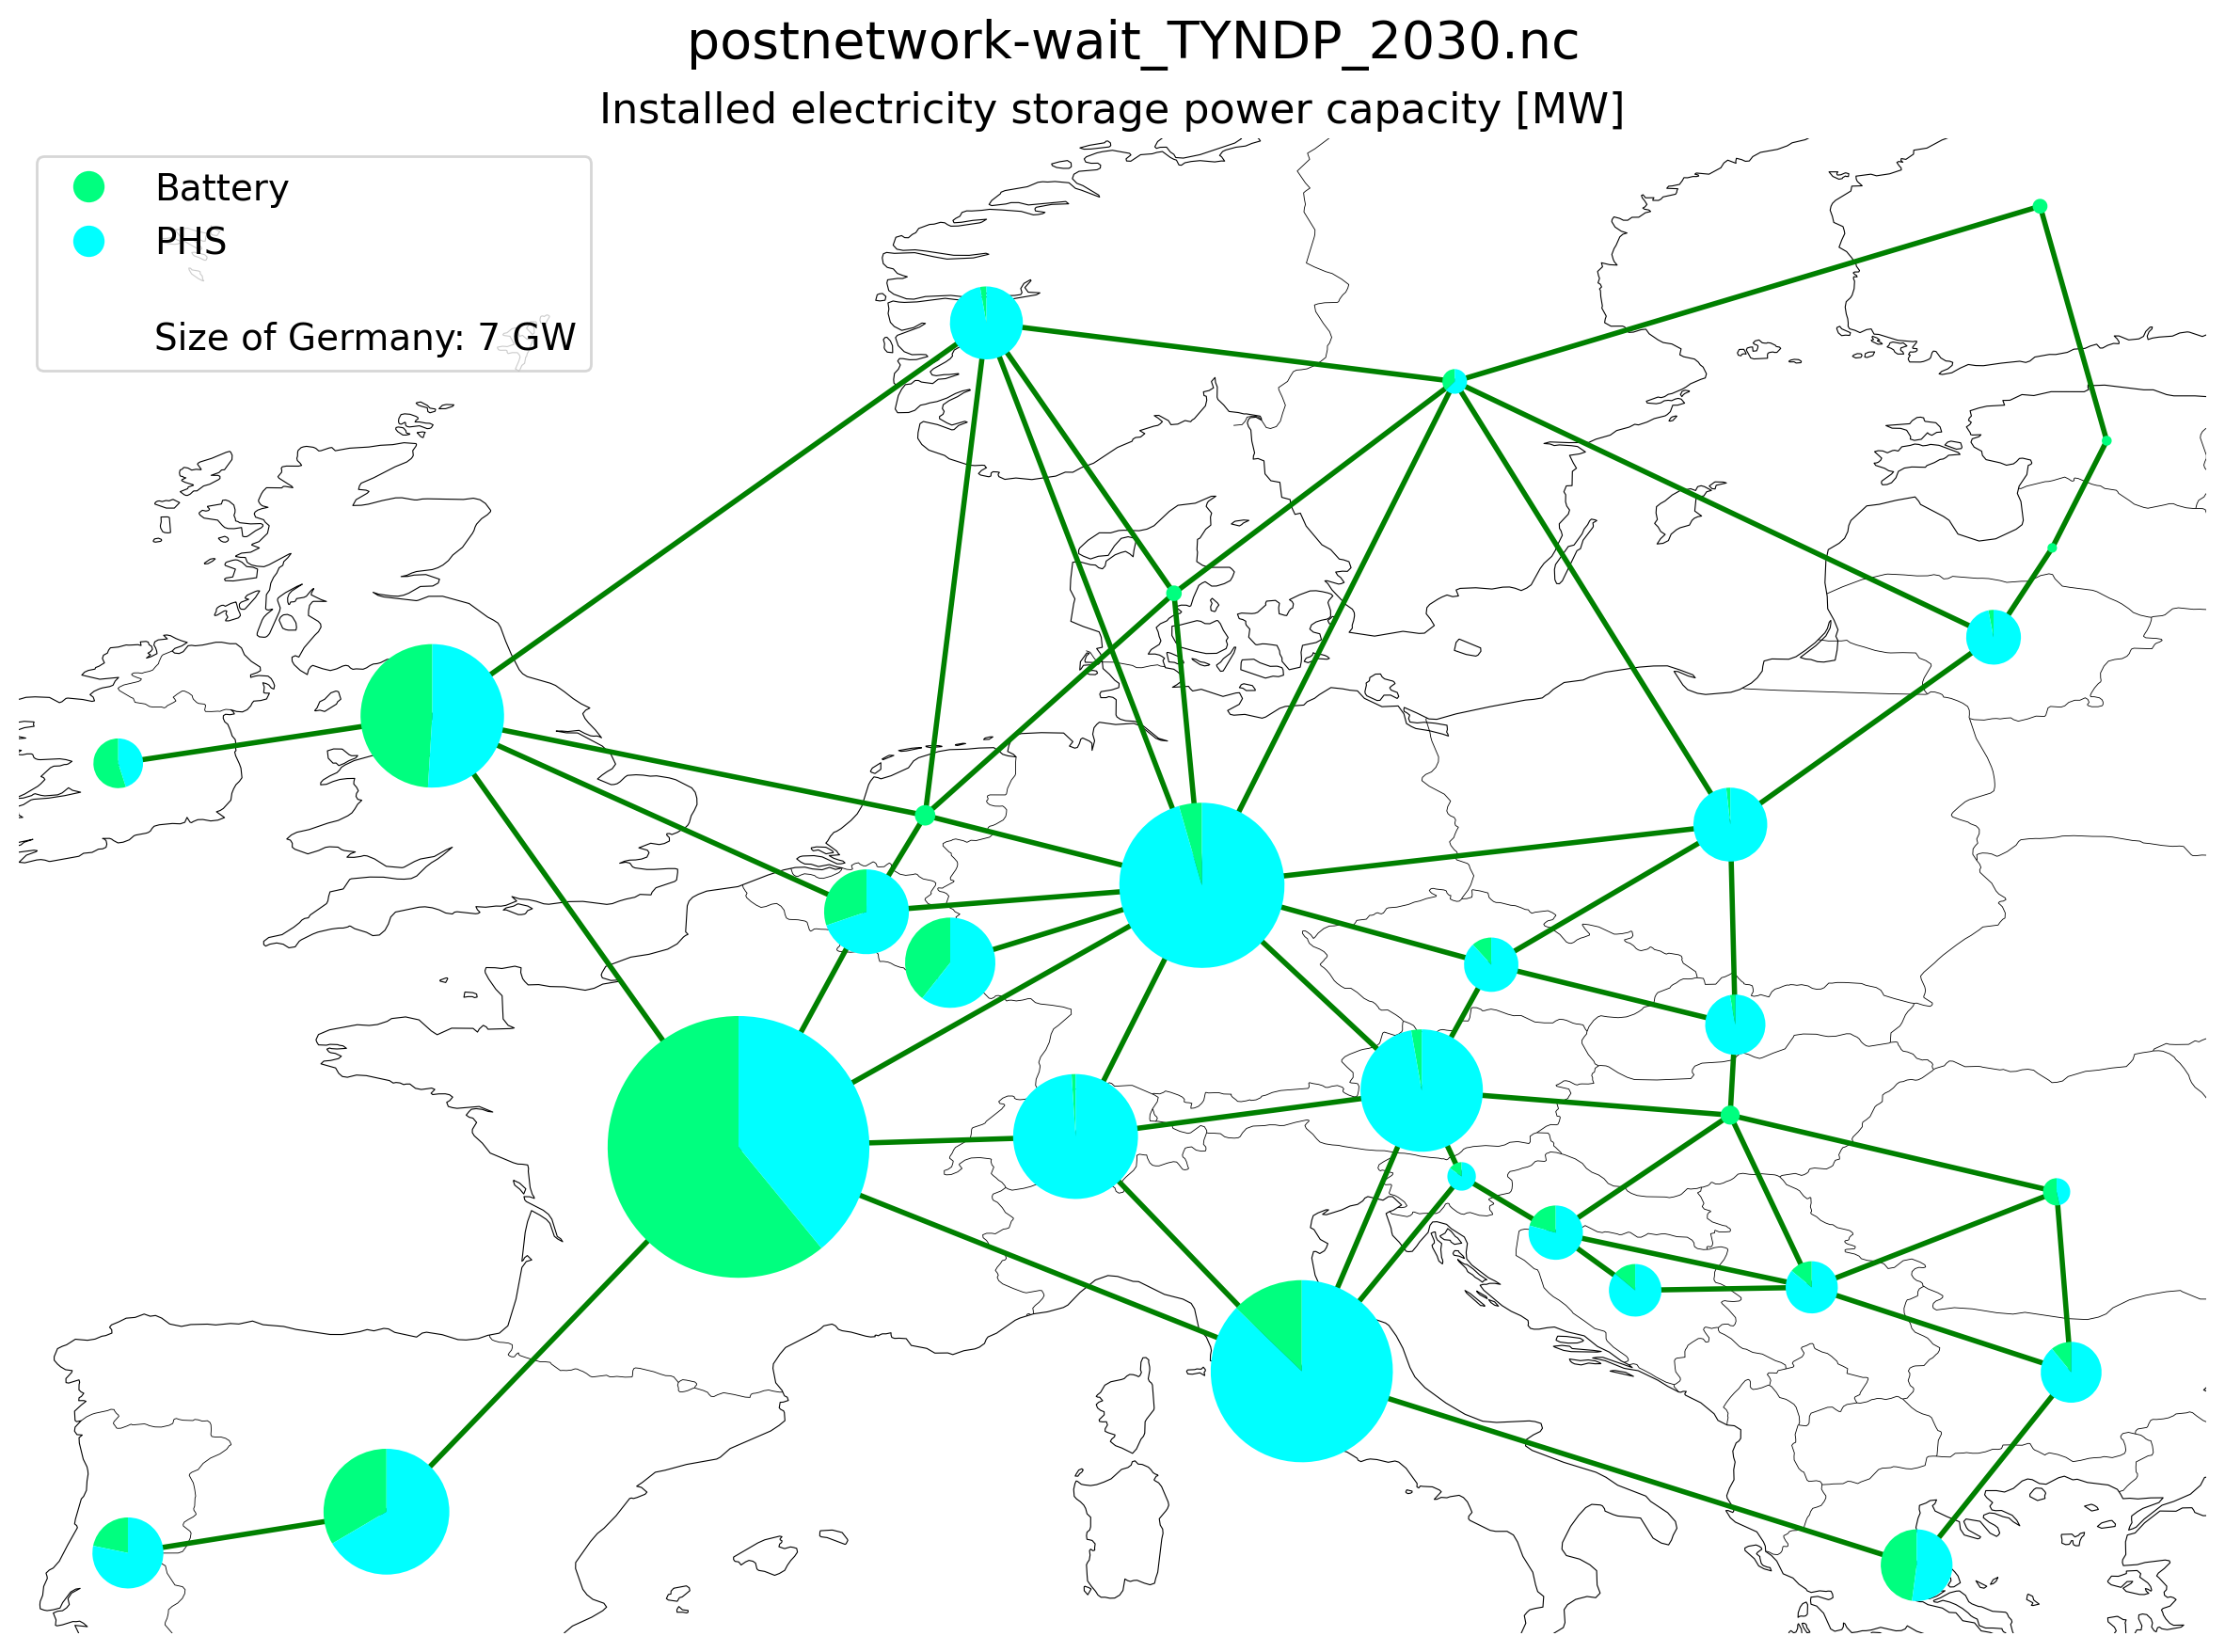 postnetwork-wait_TYNDP_2030.nc
Installed electricity storage power capacity [MW]
Battery
PHS
Size of Germany: 7 GW